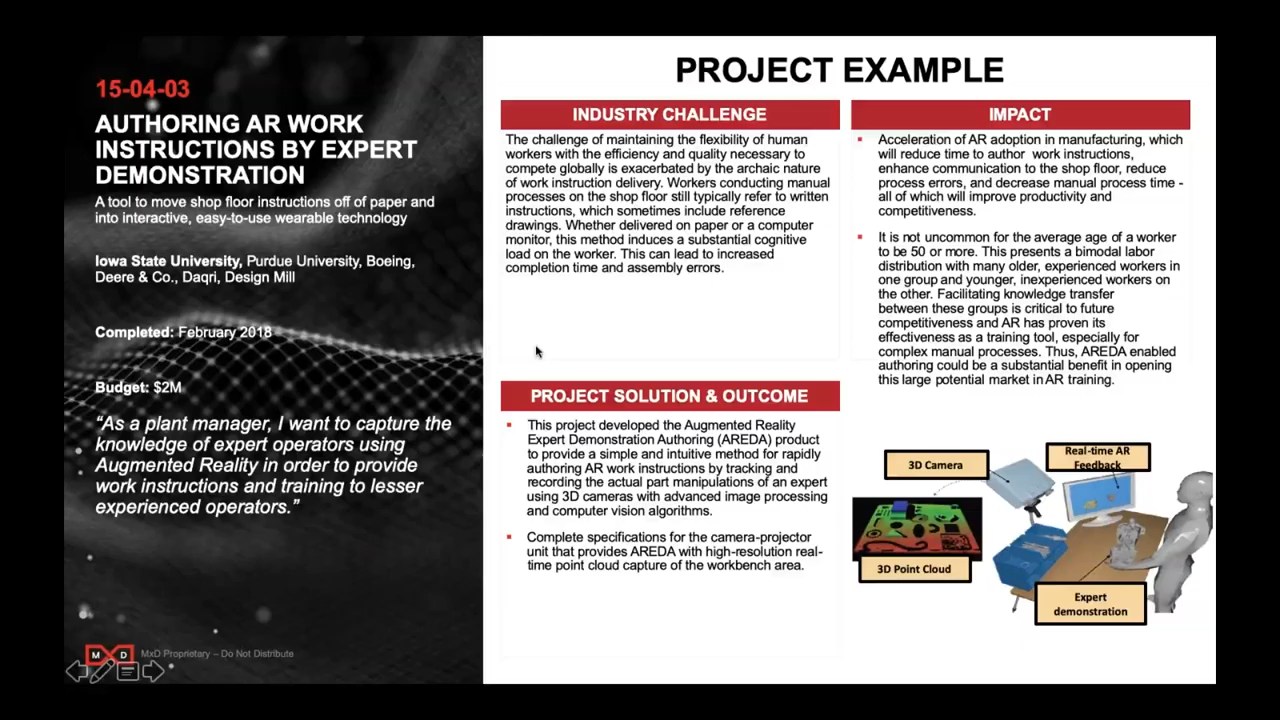 15-04-03
AUTHORING AR WORK
INSTRUCTIONS BY EXPERT
DEMONSTRATION
A tool to move shop floor instructions off of paper and
into interactive, easy-to-use wearable technology
Iowa State University, Purdue University, Boeing,
Deere & Co., Daqri, Design Mill
Completed: February 2018
Budget: $2M
“As a plant manager, I want to capture the
knowledge of expert operators using
Augmented Reality in order to provide
work instructions and training to lesser
experienced operators.”
M D
MxD Proprietary – Do Not Distribute
PROJECT EXAMPLE
INDUSTRY CHALLENGE
The challenge of maintaining the flexibility of human
workers with the efficiency and quality necessary to
compete globally is exacerbated by the archaic nature
of work instruction delivery. Workers conducting manual
processes on the shop floor still typically refer to written
instructions, which sometimes include reference
drawings. Whether delivered on paper or a computer
monitor, this method induces a substantial cognitive
load on the worker. This can lead to increased
completion time and assembly errors.
PROJECT SOLUTION & OUTCOME
This project developed the Augmented Reality
Expert Demonstration Authoring (AREDA) product
to provide a simple and intuitive method for rapidly
authoring AR work instructions by tracking and
recording the actual part manipulations of an expert
using 3D cameras with advanced image processing
and computer vision algorithms.
Complete specifications for the camera-projector
unit that provides AREDA with high-resolution real-
time point cloud capture of the workbench area.
IMPACT
Acceleration of AR adoption in manufacturing, which
will reduce time to author work instructions,
enhance communication to the shop floor, reduce
process errors, and decrease manual process time -
all of which will improve productivity and
competitiveness.
It is not uncommon for the average age of a worker
to be 50 or more. This presents a bimodal labor
distribution with many older, experienced workers in
one group and younger, inexperienced workers on
the other. Facilitating knowledge transfer
between these groups is critical to future
competitiveness and AR has proven its
effectiveness as a training tool, especially for
complex manual processes. Thus, AREDA enabled
authoring could be a substantial benefit in opening
this large potential market in AR training.
3D Camera
Real-time AR
Feedback
3D Point Cloud
Expert
demonstration